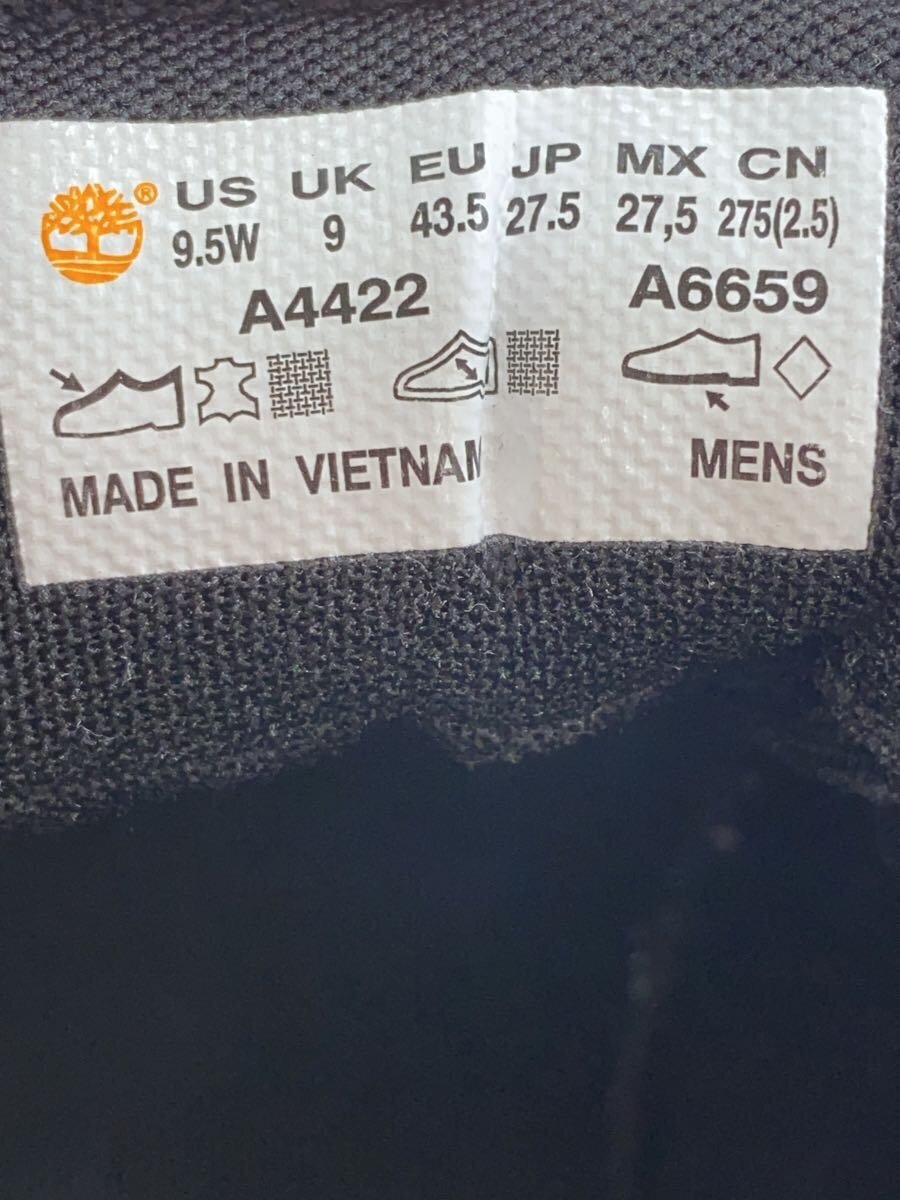 ® US UK EU JP MX CN
9.5W 9 43.5 27.5 27,5 275(2.5)
A4422 A6659
MADE IN VIETNAM MENS